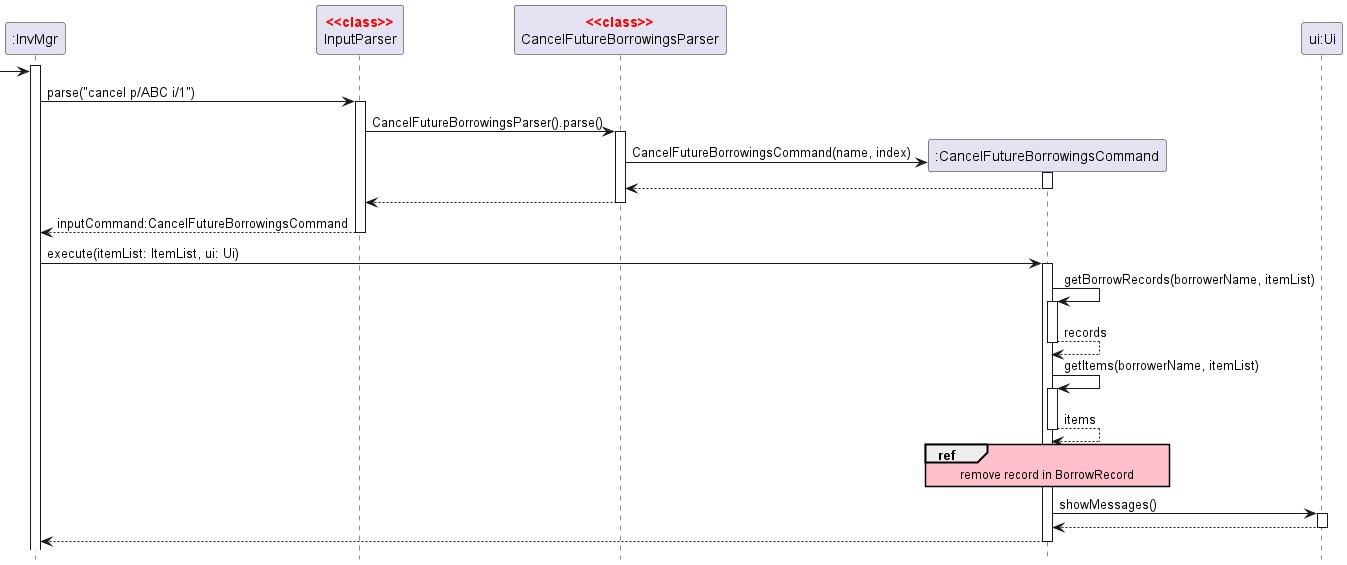 <<class>>
<<class>>
:InvMgr
InputParser
CancelFutureBorrowingsParser
ui:Ui
parse("cancel p/ABC i/1")
CancelFutureBorrowingsParser().parse()
CancelFutureBorrowingsCommand(name, index)
:CancelFutureBorrowingsCommand
inputCommand:CancelFutureBorrowingsCommand
execute(itemList: ItemList, ui: Ui)
getBorrowRecords(borrowerName, itemList)
records
getItems(borrowerName, itemList)
items
ref
remove record in BorrowRecord
showMessages()